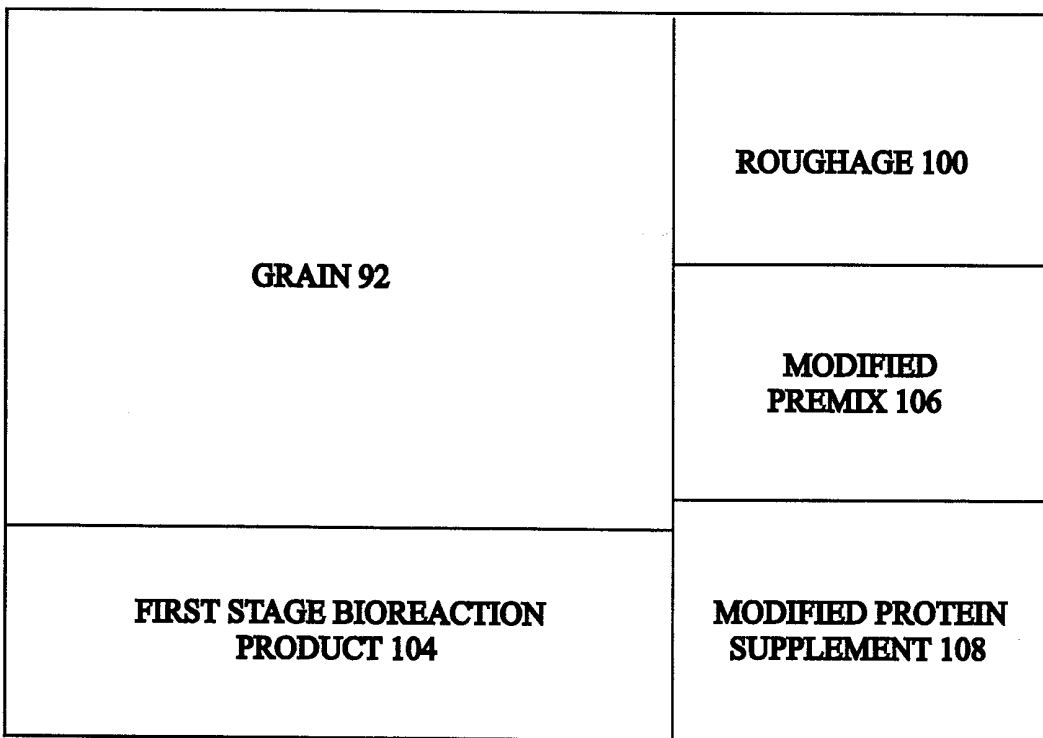 GRAIN 92
ROUGHAGE 100
MODIFIED
PREMIX 106
FIRST STAGE BIOREACTION
PRODUCT 104
MODIFIED PROTEIN
SUPPLEMENT 108